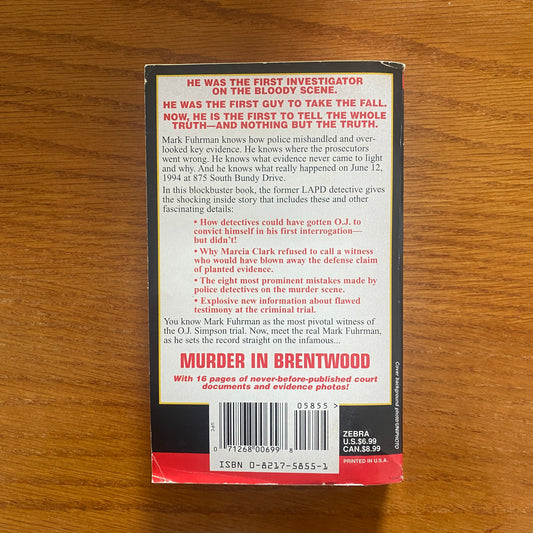 HE WAS THE FIRST INVESTIGATOR
ON THE BLOODY SCENE.
HE WAS THE FIRST GUY TO TAKE THE FALL.
NOW, HE IS THE FIRST TO TELL THE WHOLE
TRUTH—AND NOTHING BUT THE TRUTH.
Mark Fuhrman knows how police mishandled and over-
looked key evidence. He knows where the prosecutors
went wrong. He knows what evidence never came to light
and why. And he knows what really happened on June 12,
1994 at 875 South Bundy Drive.
In this blockbuster book, the former LAPD detective gives
the shocking inside story that includes these and other
fascinating details:
• How detectives could have gotten O.J. to
convict himself in his first interrogation—
but didn't!
• Why Marcia Clark refused to call a witness
who would have blown away the defense claim
of planted evidence.
• The eight most prominent mistakes made by
police detectives on the murder scene.
• Explosive new information about flawed
testimony at the criminal trial.
You know Mark Fuhrman as the most pivotal witness of
the O.J. Simpson trial. Now, meet the real Mark Fuhrman,
as he sets the record straight on the infamous...
MURDER IN BRENTWOOD
With 16 pages of never-before-published court
documents and evidence photos!
05855 >
UPC
0 71268 00699 8
ISBN 0-8217-5855-1
ZEBRA
U.S.$6.99
CAN.$8.99
PRINTED IN U.S.A.
Cover background photo/UNIPHOTO